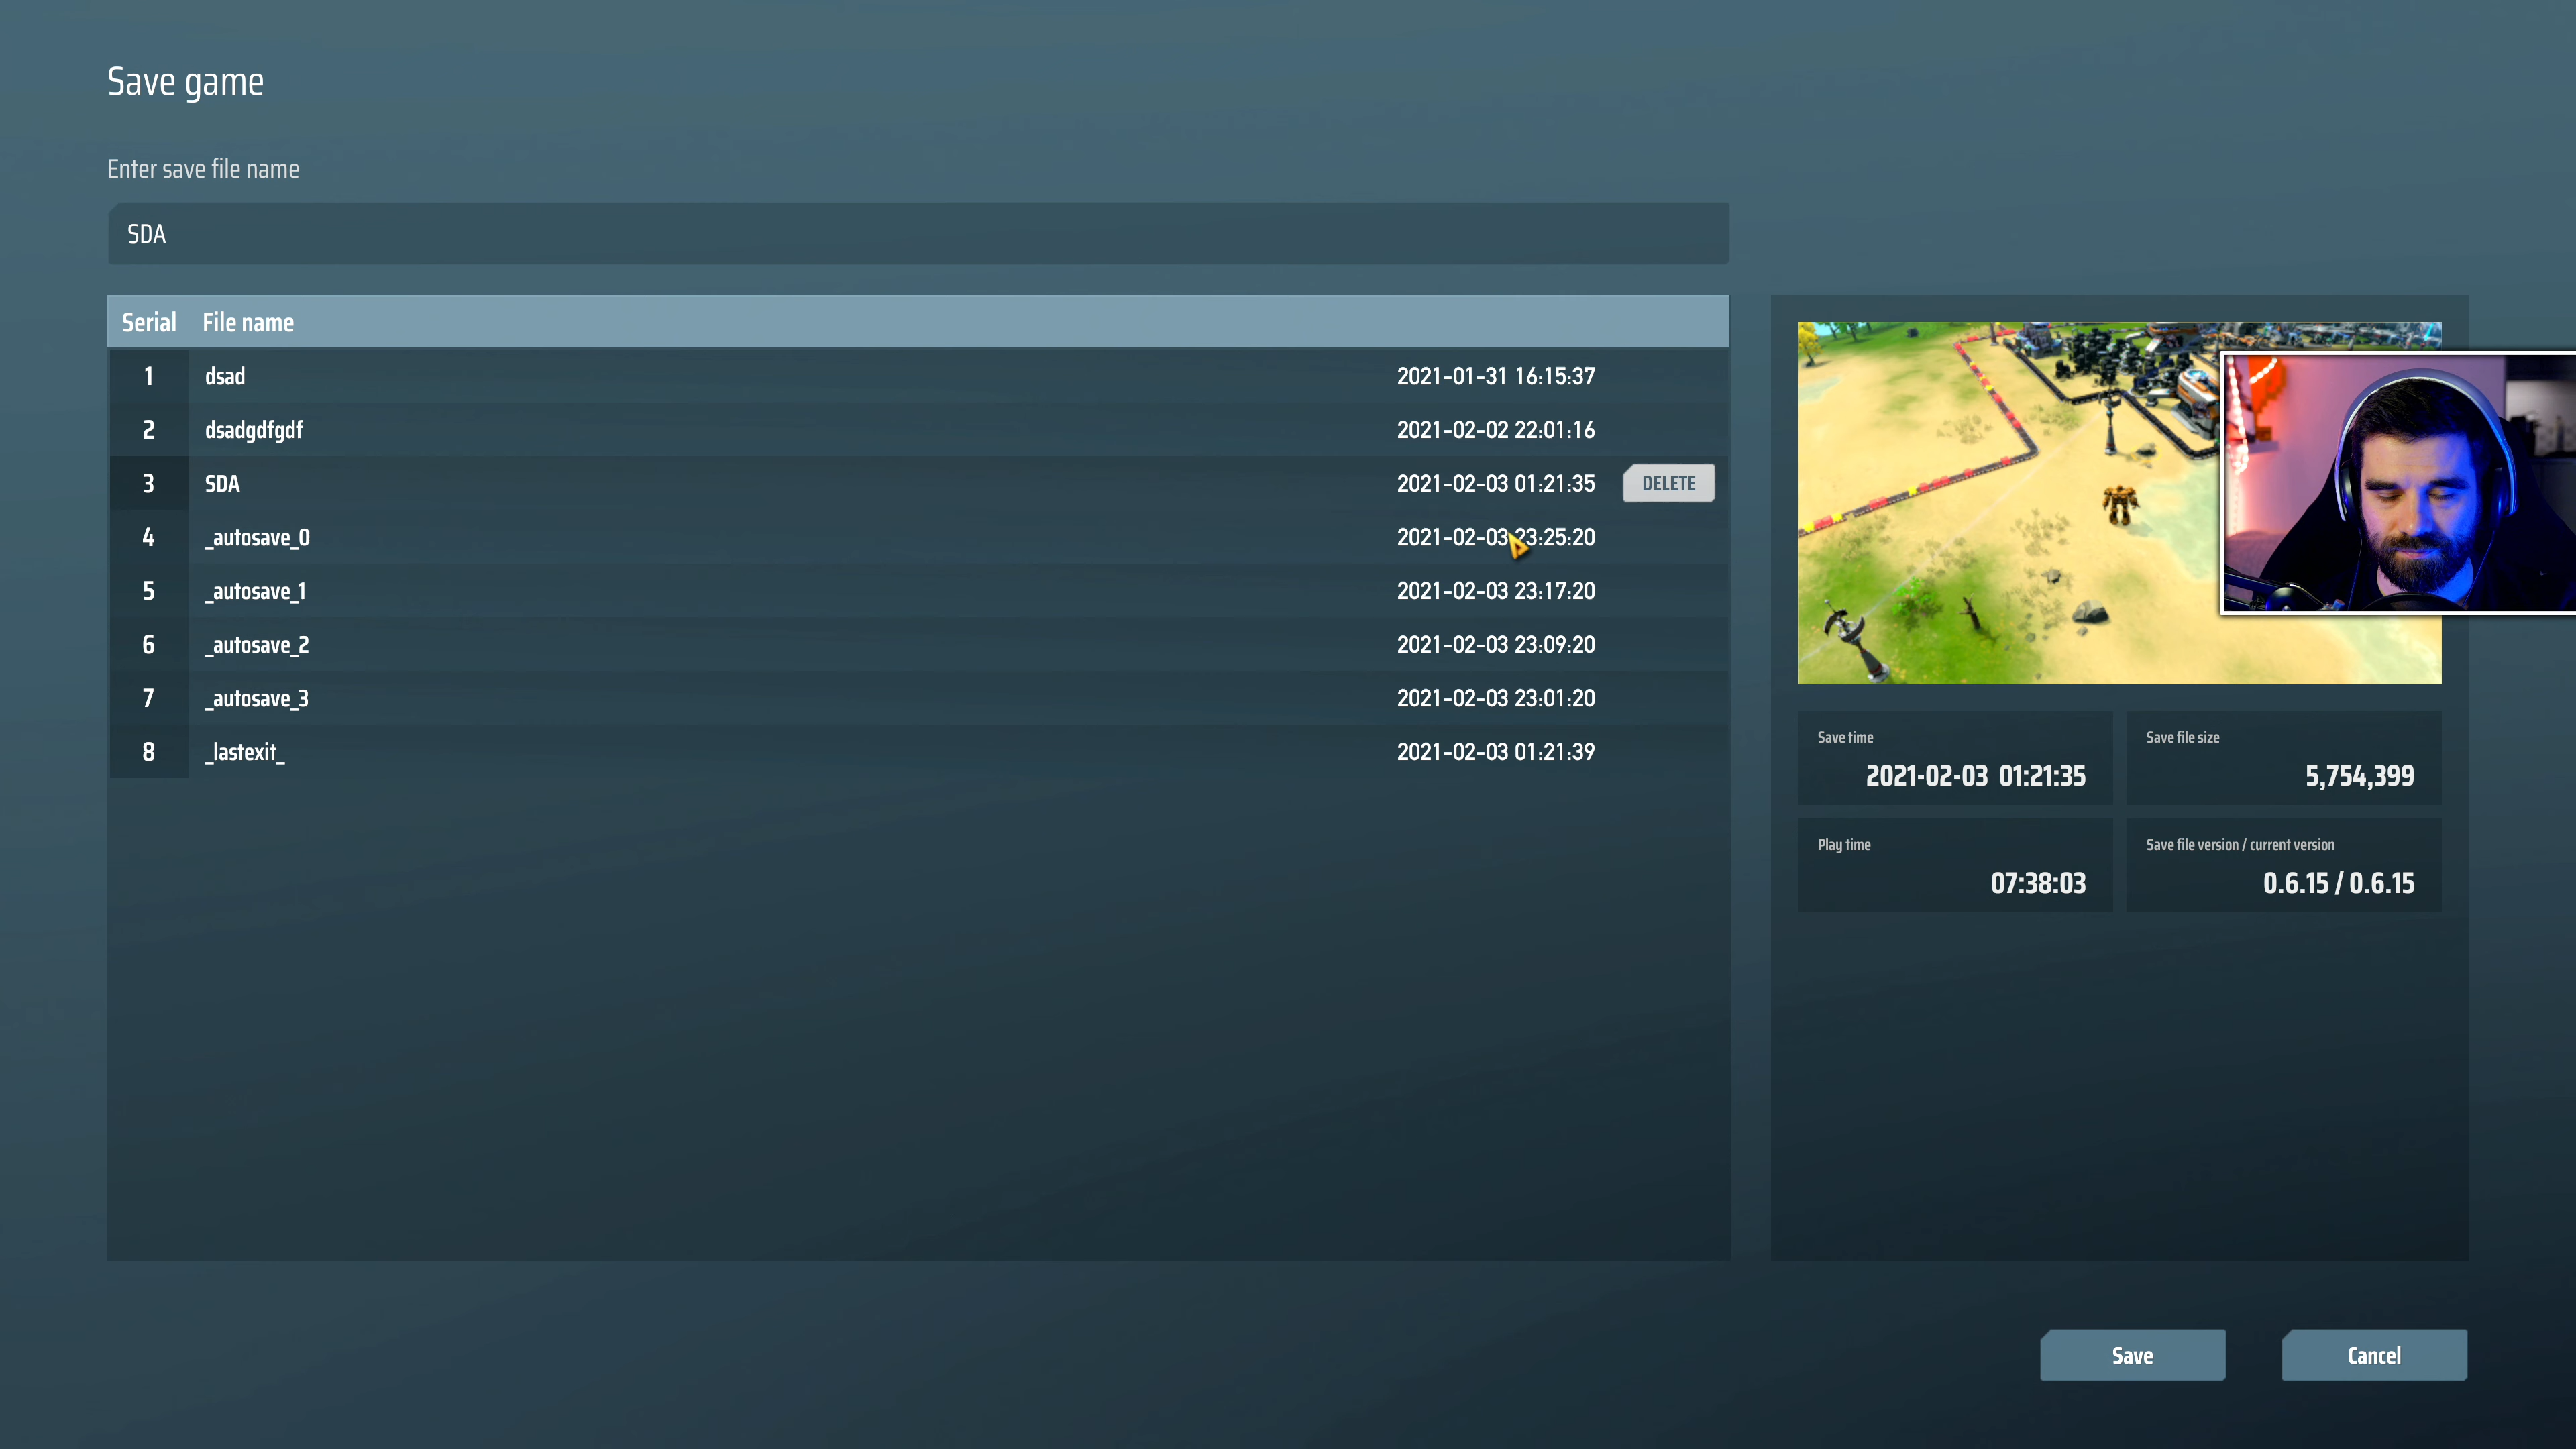 Save game
Enter save file name
SDA
Serial File name
1 dsad 2021-01-31 16:15:37
2 dsadgdfgdf 2021-02-02 22:01:16
3 SDA 2021-02-03 01:21:35 DELETE
4 _autosave_0 2021-02-03 23:25:20
5 _autosave_1 2021-02-03 23:17:20
6 _autosave_2 2021-02-03 23:09:20
7 _autosave_3 2021-02-03 23:01:20
8 _lastexit_ 2021-02-03 01:21:39
Save time
2021-02-03 01:21:35
Save file size
5,754,399
Play time
07:38:03
Save file version / current version
0.6.15 / 0.6.15
Save
Cancel